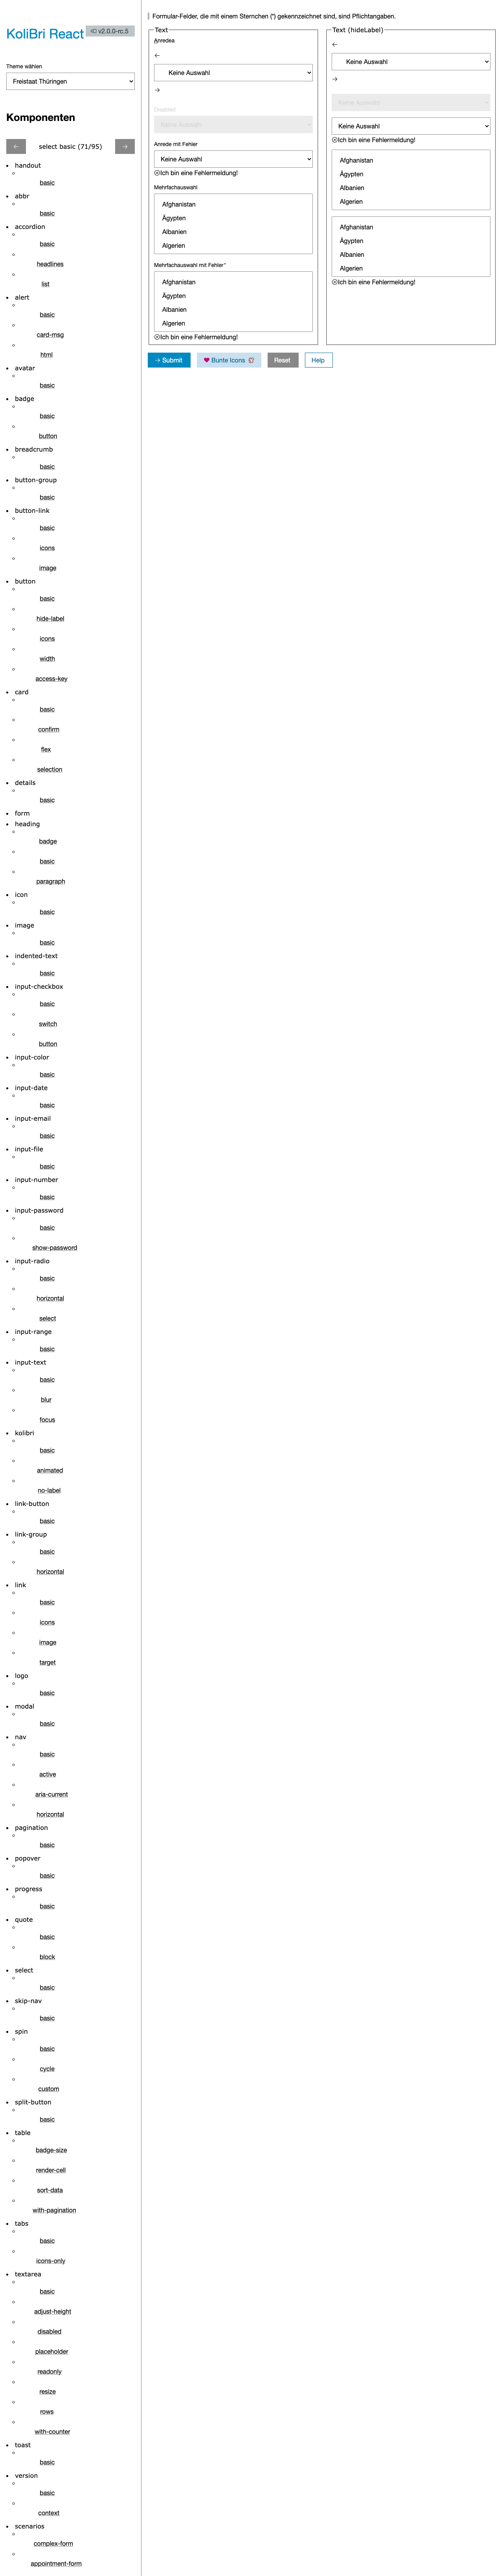 KoliBri React
v2.0.0-rc.5
Theme wählen
Freistaat Thüringen
Komponenten
select basic (71/95)
handout
basic
abbr
basic
accordion
basic
headlines
list
alert
basic
card-msg
html
avatar
basic
badge
basic
button
breadcrumb
basic
button-group
basic
button-link
basic
icons
image
button
basic
hide-label
icons
width
access-key
card
basic
confirm
flex
selection
details
basic
form
heading
badge
basic
paragraph
icon
basic
image
basic
indented-text
basic
input-checkbox
basic
switch
button
input-color
basic
input-date
basic
input-email
basic
input-file
basic
input-number
basic
input-password
basic
show-password
input-radio
basic
horizontal
select
input-range
basic
input-text
basic
blur
focus
kolibri
basic
animated
no-label
link-button
basic
link-group
basic
horizontal
link
basic
icons
image
target
logo
basic
modal
basic
nav
basic
active
aria-current
horizontal
pagination
basic
popover
basic
progress
basic
quote
basic
block
select
basic
skip-nav
basic
spin
basic
cycle
custom
split-button
basic
table
badge-size
render-cell
sort-data
with-pagination
tabs
basic
icons-only
textarea
basic
adjust-height
disabled
placeholder
readonly
resize
rows
with-counter
toast
basic
version
basic
context
scenarios
complex-form
appointment-form
Formular-Felder, die mit einem Sternchen (*) gekennzeichnet sind, sind Pflichtangaben.
Text
Anredea
Keine Auswahl
Disabled
Keine Auswahl
Anrede mit Fehler
Keine Auswahl
Ich bin eine Fehlermeldung!
Mehrfachauswahl
Afghanistan
Ägypten
Albanien
Algerien
Mehrfachauswahl mit Fehler*
Afghanistan
Ägypten
Albanien
Algerien
Ich bin eine Fehlermeldung!
Text (hideLabel)
Keine Auswahl
Keine Auswahl
Keine Auswahl
Ich bin eine Fehlermeldung!
Afghanistan
Ägypten
Albanien
Algerien
Afghanistan
Ägypten
Albanien
Algerien
Ich bin eine Fehlermeldung!
Submit
Bunte Icons
Reset
Help